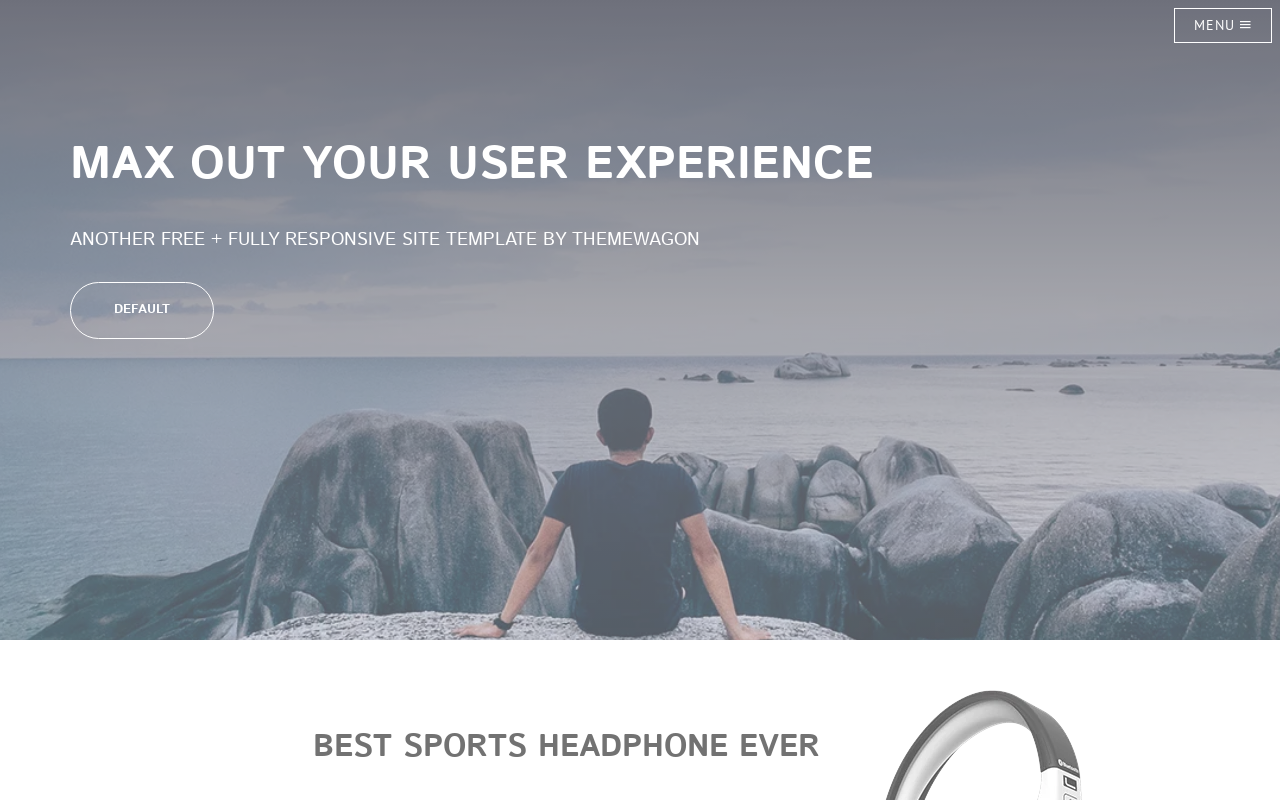 MENU
MAX OUT YOUR USER EXPERIENCE
ANOTHER FREE + FULLY RESPONSIVE SITE TEMPLATE BY THEMEWAGON
DEFAULT
BEST SPORTS HEADPHONE EVER